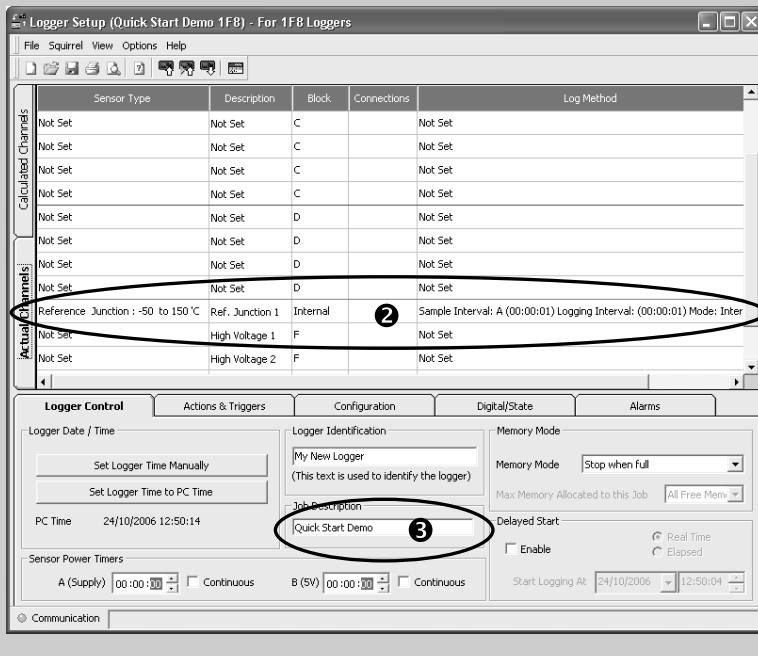 Logger Setup (Quick Start Demo 1F8) - For 1F8 Loggers
File Squirrel View Options Help
Sensor Type Description Block Connections Log Method
Calculated Channels
Actual Channels
Not Set Not Set C Not Set
Not Set Not Set C Not Set
Not Set Not Set C Not Set
Not Set Not Set C Not Set
Not Set Not Set D Not Set
Not Set Not Set D Not Set
Not Set Not Set D Not Set
Not Set Not Set D Not Set
Reference Junction : -50 to 150 'C Ref. Junction 1 Internal 2 Sample Interval: A (00:00:01) Logging Interval: (00:00:01) Mode: Inter
Not Set High Voltage 1 F Not Set
Not Set High Voltage 2 F Not Set
Logger Control Actions & Triggers Configuration Digital/State Alarms
Logger Date / Time
Set Logger Time Manually
Set Logger Time to PC Time
PC Time 24/10/2006 12:50:14
Logger Identification
My New Logger
(This text is used to identify the logger)
Job Description
Quick Start Demo 3
Memory Mode
Memory Mode Stop when full
Max Memory Allocated to this Job All Free Mem
Delayed Start
Enable
Real Time
Elapsed
Start Logging At 24/10/2006 12:50:04
Sensor Power Timers
A (Supply) 00:00:00 Continuous B (5V) 00:00:00 Continuous
Communication